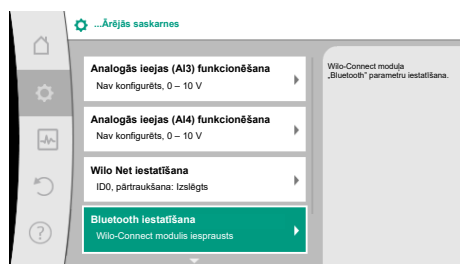 ...Ārējās saskarnes
Analogās ieejas (AI3) funkcionēšana
Nav konfigurēts, 0 – 10 V
Analogās ieejas (AI4) funkcionēšana
Nav konfigurēts, 0 – 10 V
Wilo Net iestatīšana
ID0, pārtraukšana: Izslēgts
Bluetooth iestatīšana
Wilo-Connect modulis iesprausts
Wilo-Connect moduļa
„Bluetooth” parametru iestatīšana.